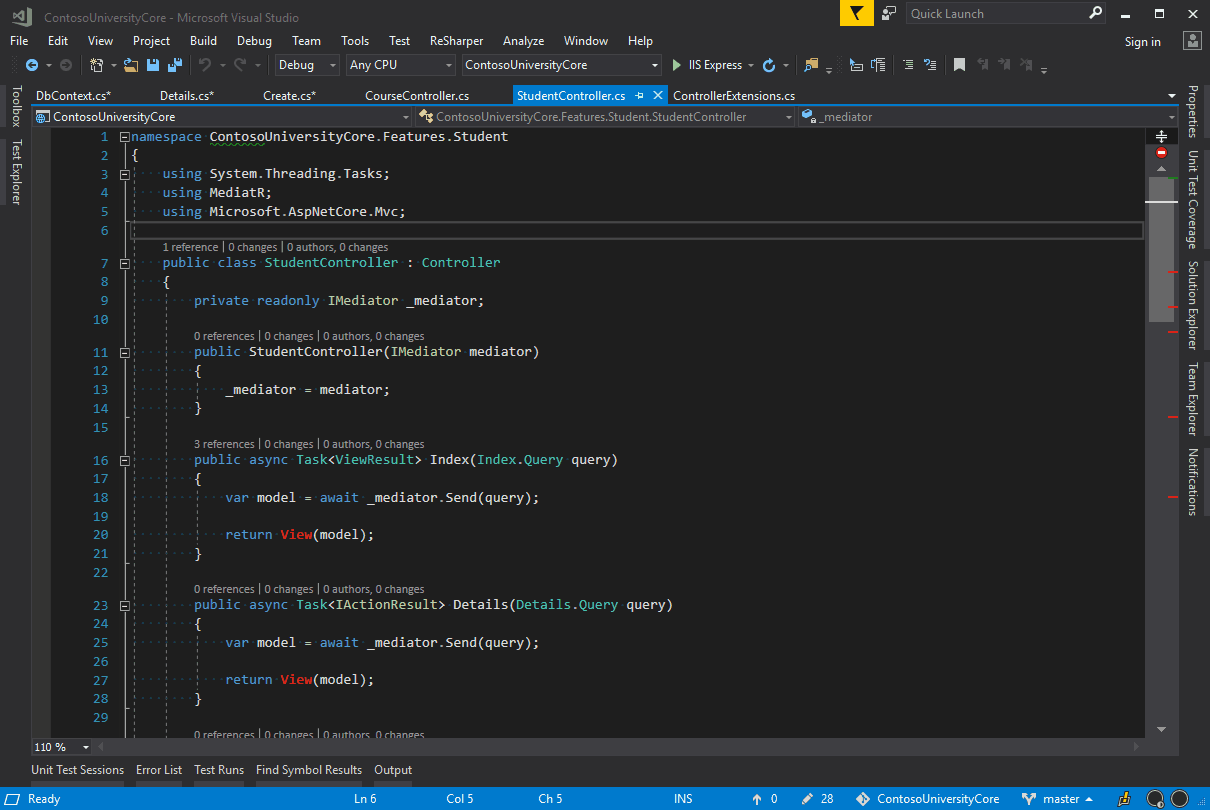 ContosoUniversityCore - Microsoft Visual Studio
Quick Launch
File Edit View Project Build Debug Team Tools Test ReSharper Analyze Window Help
Sign in
Debug Any CPU ContosoUniversityCore IIS Express
DbContext.cs* Details.cs* Create.cs* CourseController.cs StudentController.cs ControllerExtensions.cs
ContosoUniversityCore ContosoUniversityCore.Features.Student.StudentController _mediator
Toolbox
Test Explorer
1 namespace ContosoUniversityCore.Features.Student
2 {
3 using System.Threading.Tasks;
4 using MediatR;
5 using Microsoft.AspNetCore.Mvc;
6
1 reference | 0 changes | 0 authors, 0 changes
7 public class StudentController : Controller
8 {
9 private readonly IMediator _mediator;
10
0 references | 0 changes | 0 authors, 0 changes
11 public StudentController(IMediator mediator)
12 {
13 _mediator = mediator;
14 }
15
3 references | 0 changes | 0 authors, 0 changes
16 public async Task<ViewResult> Index(Index.Query query)
17 {
18 var model = await _mediator.Send(query);
19
20 return View(model);
21 }
22
0 references | 0 changes | 0 authors, 0 changes
23 public async Task<IActionResult> Details(Details.Query query)
24 {
25 var model = await _mediator.Send(query);
26
27 return View(model);
28 }
29
0 references | 0 changes | 0 authors, 0 changes
Properties
Unit Test Coverage
Solution Explorer
Team Explorer
Notifications
110 %
Unit Test Sessions Error List Test Runs Find Symbol Results Output
Ready Ln 6 Col 5 Ch 5 INS 0 28 ContosoUniversityCore master